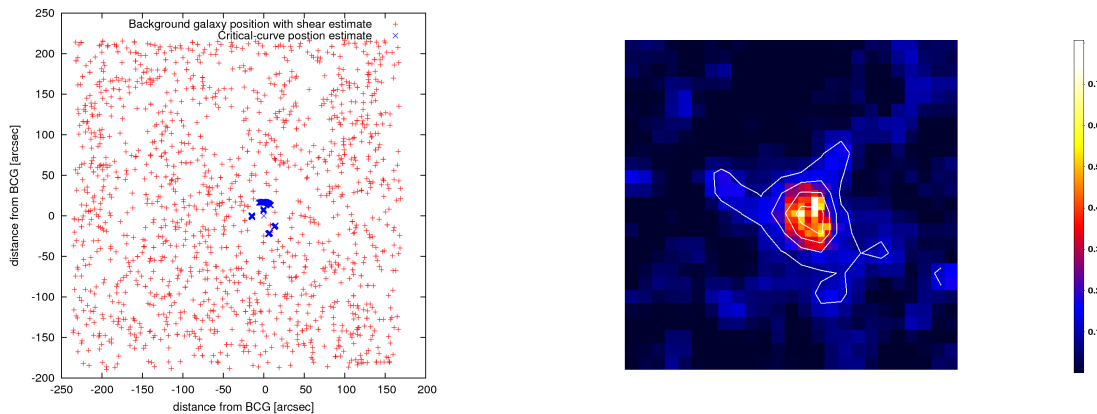 Background galaxy position with shear estimate
Critical-curve postion estimate
250
200
150
100
50
0
-50
-100
-150
-200
-250 -200 -150 -100 -50 0 50 100 150 200
distance from BCG [arcsec]
distance from BCG [arcsec]